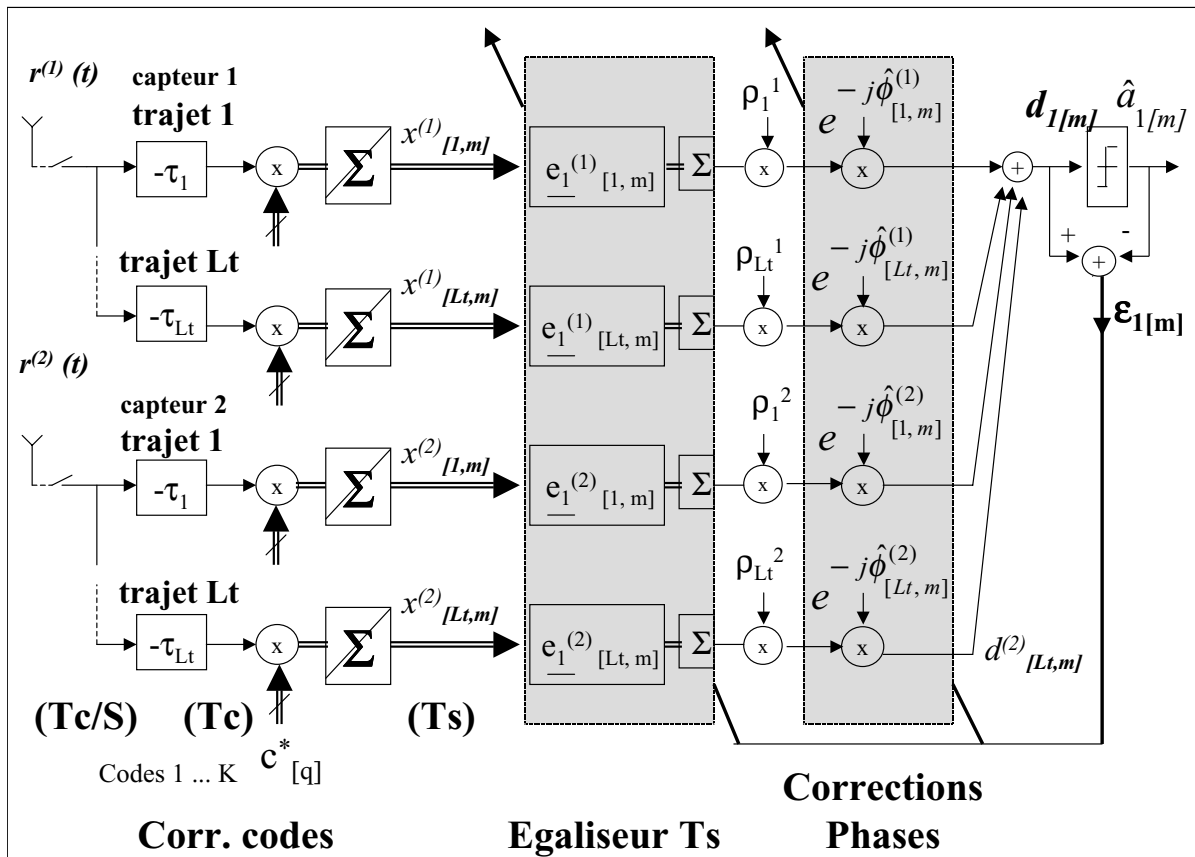 r(1) (t)
capteur 1
trajet 1
-τ1
x
Σ
x(1)[1,m]
e1(1) [1, m]
Σ
ρ1 1
x
e - jϕ̂(1)[1, m]
x
+
d1[m]
â1[m]
+
-
+
ε1[m]
trajet Lt
-τLt
x
Σ
x(1)[Lt,m]
e1(1) [Lt, m]
Σ
ρLt 1
x
e - jϕ̂(1)[Lt, m]
x
r(2) (t)
capteur 2
trajet 1
-τ1
x
Σ
x(2)[1,m]
e1(2) [1, m]
Σ
ρ1 2
x
e - jϕ̂(2)[1, m]
x
trajet Lt
-τLt
x
Σ
x(2)[Lt,m]
e1(2) [Lt, m]
Σ
ρLt 2
x
e - jϕ̂(2)[Lt, m]
x
d(2)[Lt,m]
(Tc/S) (Tc) (Ts)
Codes 1 ... K c*[q]
Corr. codes
Egaliseur Ts
Corrections
Phases